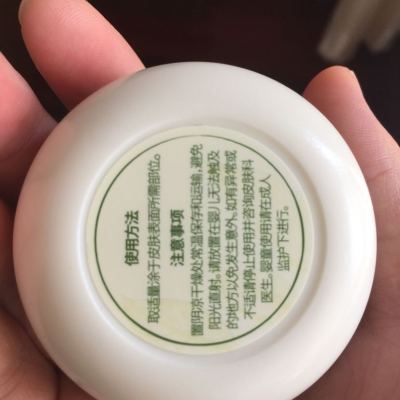 使用方法
取适量涂于皮肤表面所需部位。
注意事项
置阴凉干燥处常温保存和运输,避免
阳光直射。请放置在婴儿无法触及
的地方以免发生意外。如有异常或
不适请停止使用并咨询皮肤科
医生。婴童使用请在成人
监护下进行。